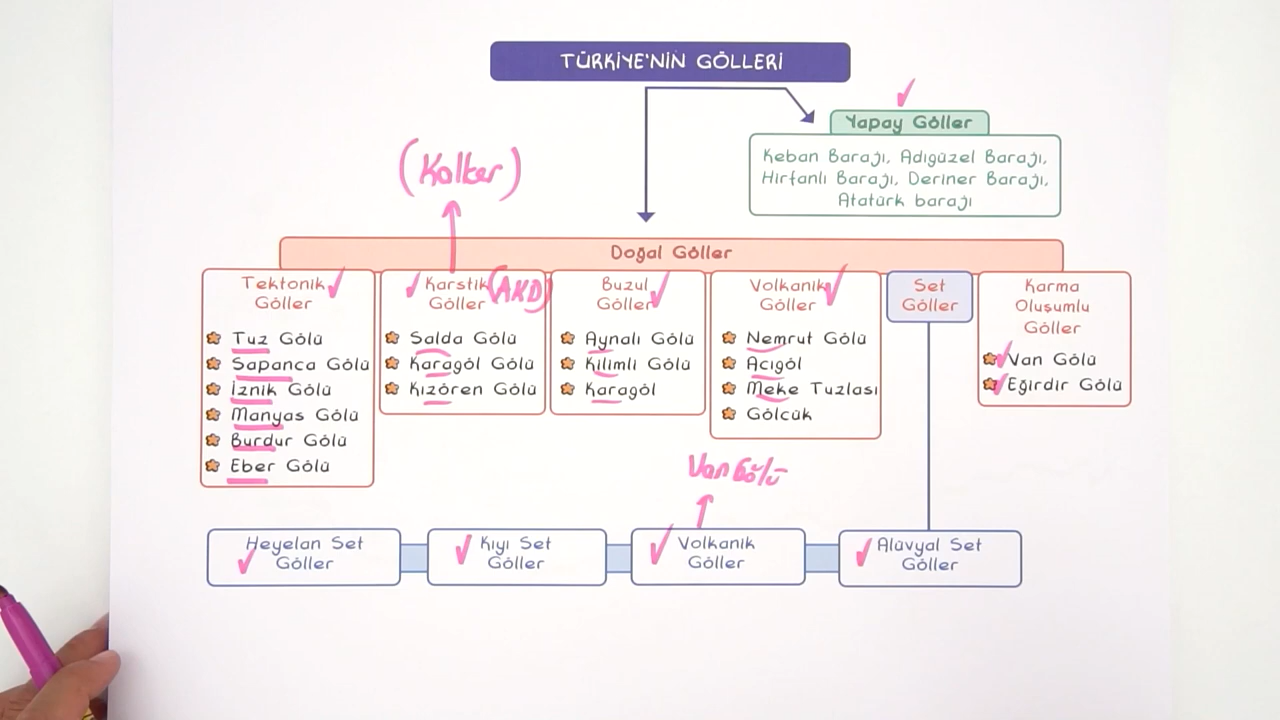 TÜRKİYE'NİN GÖLLERİ
Yapay Göller
Keban Barajı, Adıgüzel Barajı,
Hirfanlı Barajı, Deriner Barajı,
Atatürk barajı
(Kalker)
Doğal Göller
Tektonik
Göller
Tuz Gölü
Sapanca Gölü
İznik Gölü
Manyas Gölü
Burdur Gölü
Eber Gölü
Karstik (AKD)
Göller
Salda Gölü
Karagöl Gölü
Kızören Gölü
Buzul
Göller
Aynalı Gölü
Kilimli Gölü
Karagöl
Volkanik
Göller
Nemrut Gölü
Acıgöl
Meke Tuzlası
Gölcük
Set
Göller
Karma
Oluşumlu
Göller
Van Gölü
Eğirdir Gölü
Van Gölü
Heyelan Set
Göller
Kıyı Set
Göller
Volkanik
Göller
Alüvyal Set
Göller